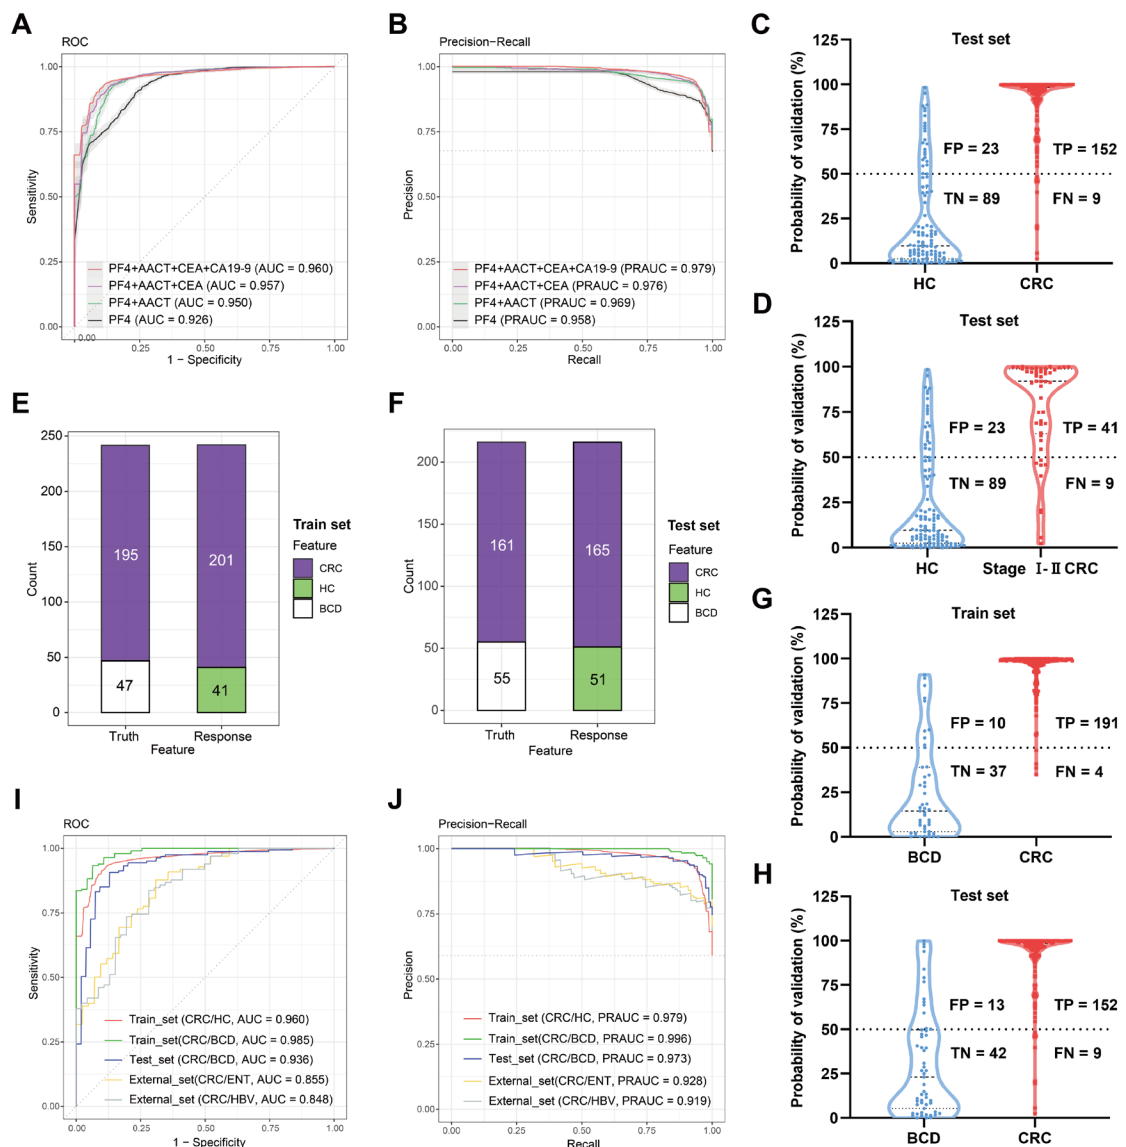 A
ROC
1.00
0.75
0.50
0.25
0.00
Sensitivity
PF4+AACT+CEA+CA19-9 (AUC = 0.960)
PF4+AACT+CEA (AUC = 0.957)
PF4+AACT (AUC = 0.950)
PF4 (AUC = 0.926)
0.00
0.25
0.50
0.75
1.00
1 − Specificity
B
Precision−Recall
1.00
0.75
0.50
0.25
0.00
Precision
PF4+AACT+CEA+CA19-9 (PRAUC = 0.979)
PF4+AACT+CEA (PRAUC = 0.976)
PF4+AACT (PRAUC = 0.969)
PF4 (PRAUC = 0.958)
0.00
0.25
0.50
0.75
1.00
Recall
C
Test set
Probability of validation (%)
125
100
75
50
25
0
FP = 23
TP = 152
TN = 89
FN = 9
HC
CRC
D
Test set
Probability of validation (%)
125
100
75
50
25
0
FP = 23
TP = 41
TN = 89
FN = 9
HC
Stage Ⅰ-Ⅱ CRC
E
250
200
150
100
50
0
Count
195
201
47
41
Truth
Response
Feature
Train set
Feature
CRC
HC
BCD
F
200
150
100
50
0
Count
161
165
55
51
Truth
Response
Feature
Test set
Feature
CRC
HC
BCD
G
Train set
Probability of validation (%)
125
100
75
50
25
0
FP = 10
TP = 191
TN = 37
FN = 4
BCD
CRC
H
Test set
Probability of validation (%)
125
100
75
50
25
0
FP = 13
TP = 152
TN = 42
FN = 9
BCD
CRC
I
ROC
1.00
0.75
0.50
0.25
0.00
Sensitivity
Train_set (CRC/HC, AUC = 0.960)
Train_set(CRC/BCD, AUC = 0.985)
Test_set (CRC/BCD, AUC = 0.936)
External_set (CRC/ENT, AUC = 0.855)
External_set (CRC/HBV, AUC = 0.848)
0.00
0.25
0.50
0.75
1.00
1 − Specificity
J
Precision−Recall
1.00
0.75
0.50
0.25
0.00
Precision
Train_set (CRC/HC, PRAUC = 0.979)
Train_set(CRC/BCD, PRAUC = 0.996)
Test_set (CRC/BCD, PRAUC = 0.973)
External_set(CRC/ENT, PRAUC = 0.928)
External_set (CRC/HBV, PRAUC = 0.919)
0.00
0.25
0.50
0.75
1.00
Recall